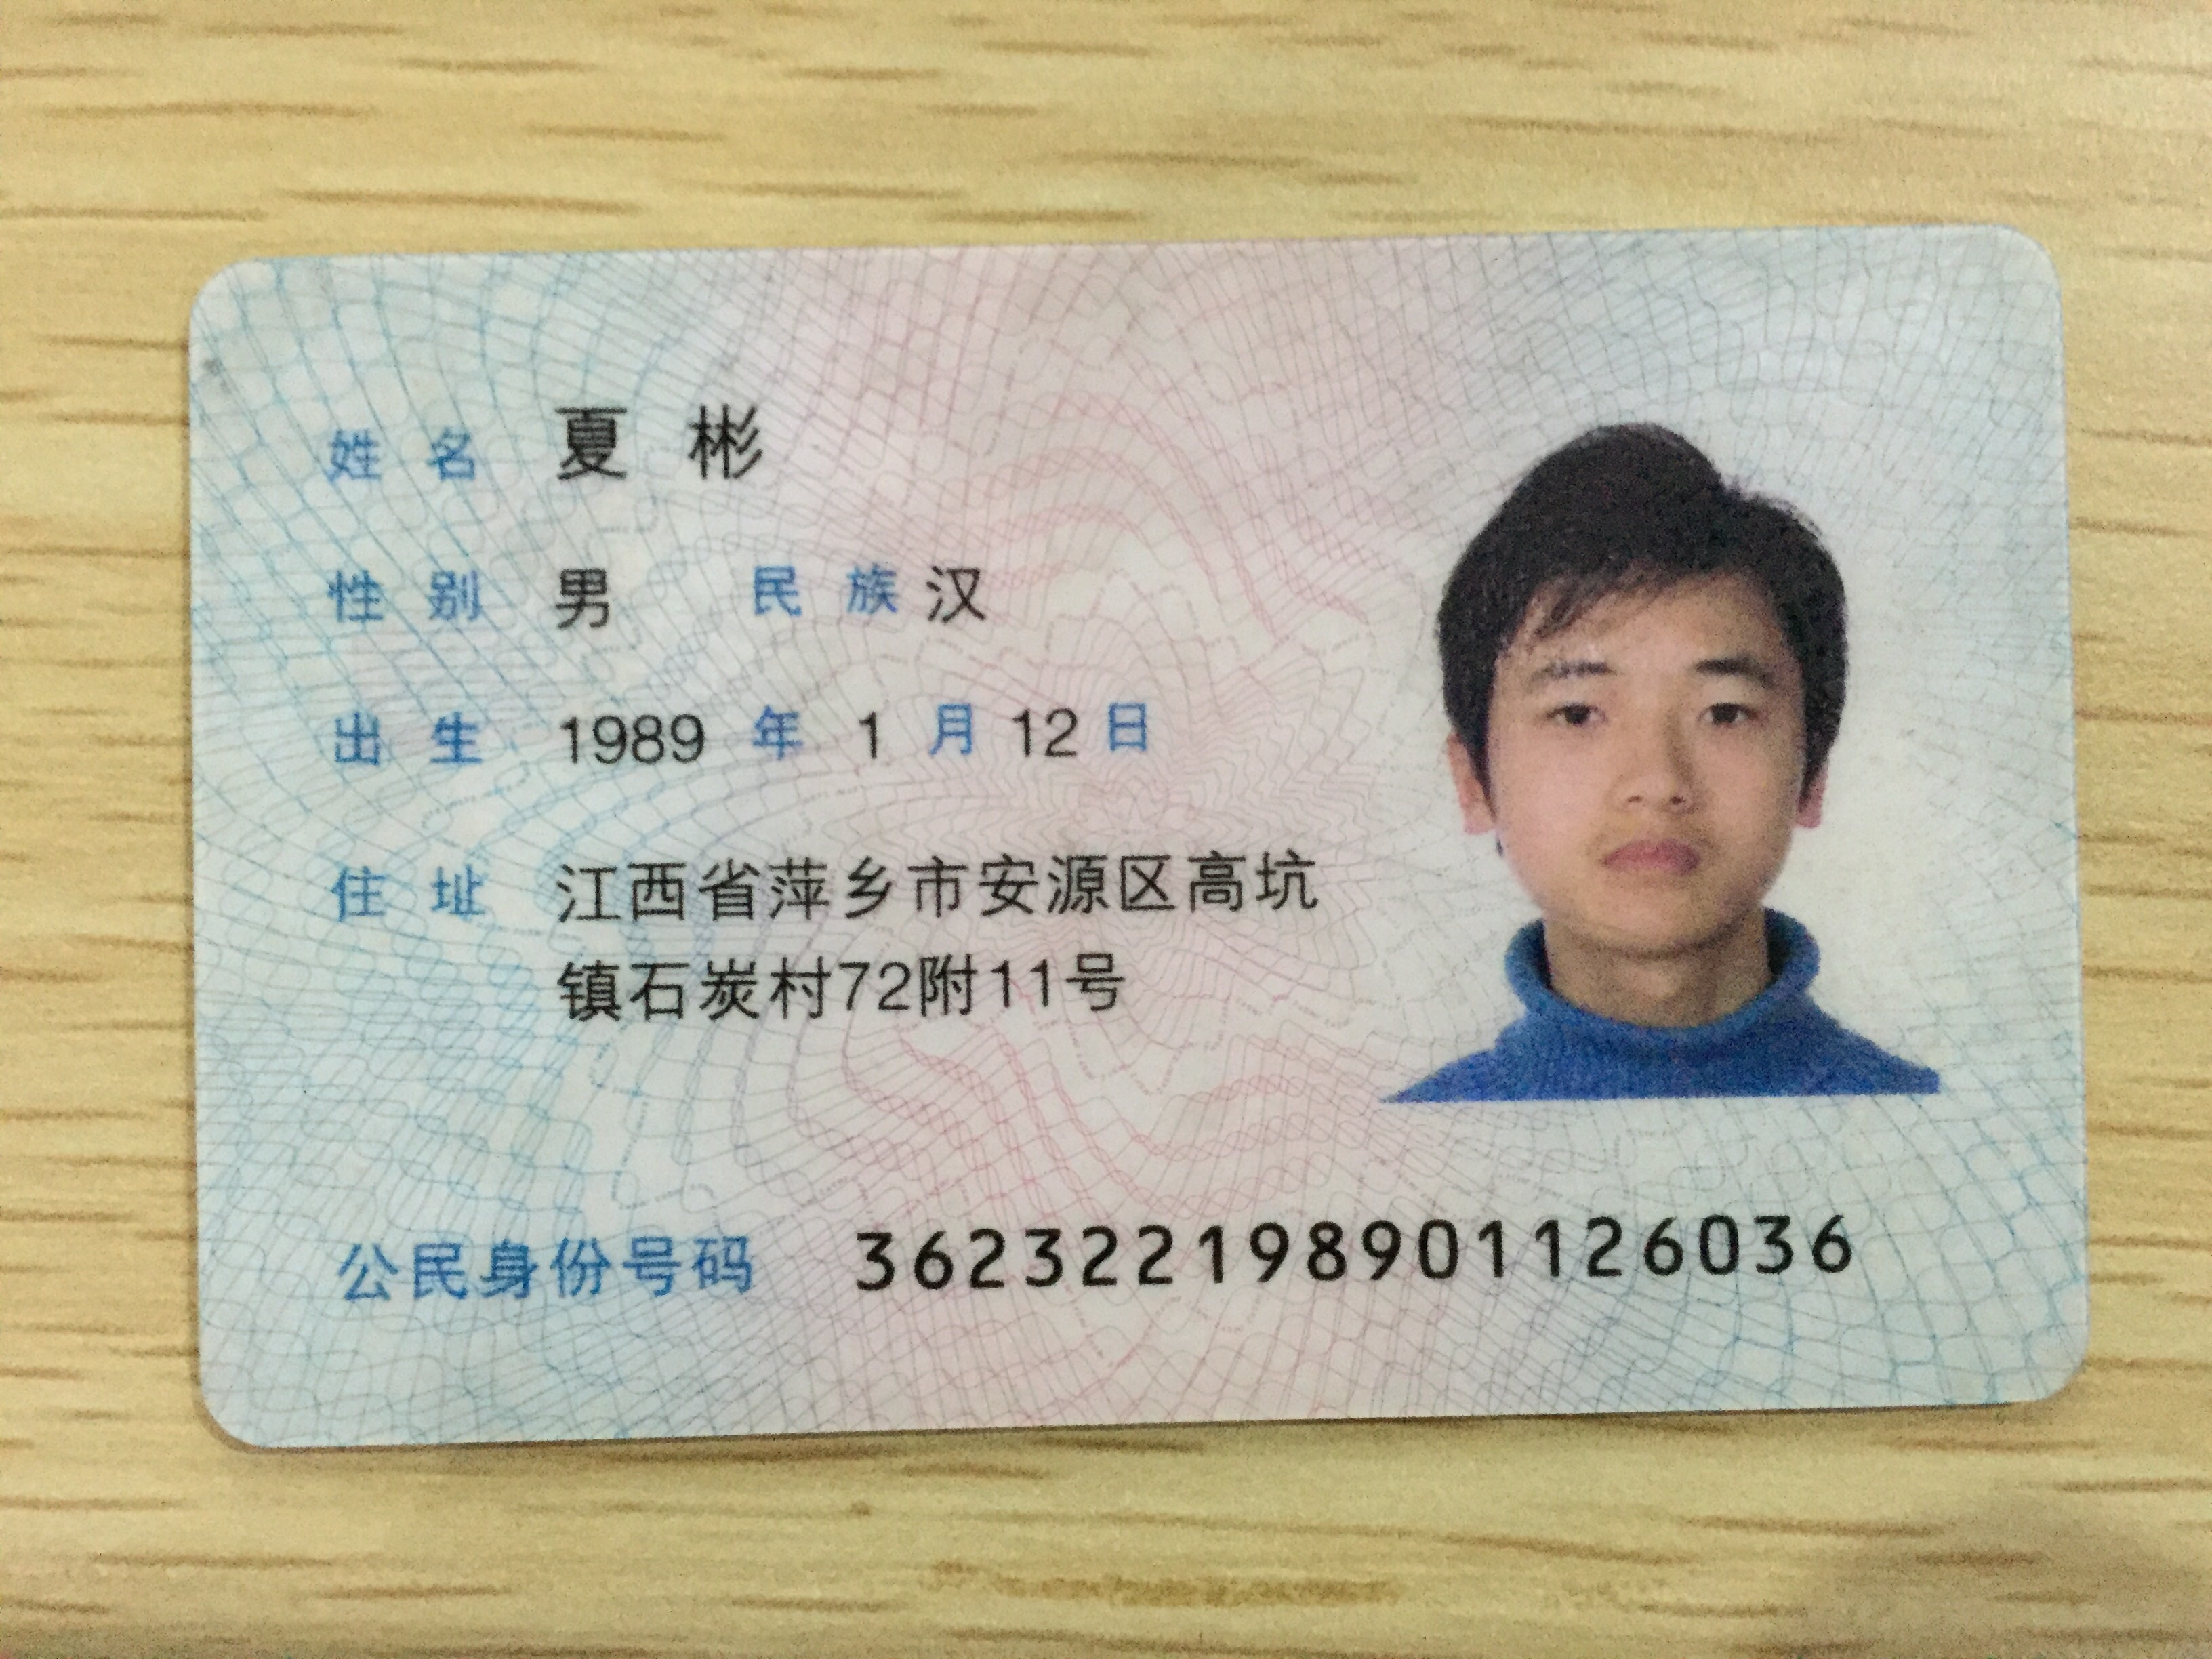 姓名 夏彬
性别 男 民族 汉
出生 1989 年 1 月 12 日
住址 江西省萍乡市安源区高坑
镇石炭村72附11号
公民身份号码 362322198901126036